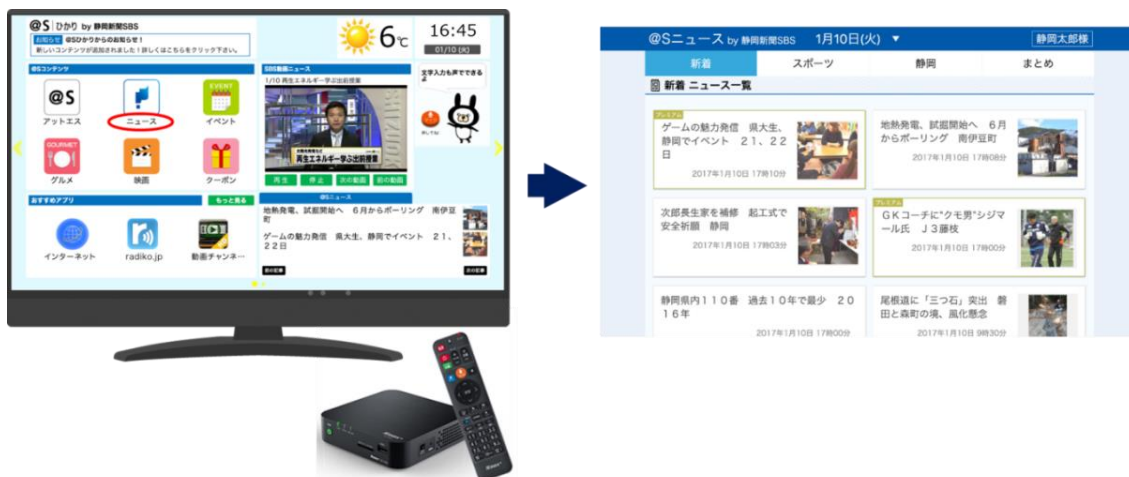 @S ひかり by 静岡新聞SBS
お知らせ @Sひかりからのお知らせ！
新しいコンテンツが追加されました！詳しくはこちらをクリック下さい。
6℃
16:45
01/10 (火)
@Sコンテンツ
@S
アットエス
ニュース
EVENT
イベント
GOURMET
グルメ
映画
クーポン
おすすめアプリ
もっと見る
インターネット
radiko.jp
動画チャンネ…
SBS動画ニュース
1/10 再生エネルギー学ぶ出前授業
再生エネルギー学ぶ出前授業
再生
停止
次の動画
前の動画
文字入力も声でできるよ
@Sニュース
地熱発電、試掘開始へ 6月からボーリング 南伊豆町
ゲームの魅力発信 県大生、静岡でイベント 21、22日
前の記事
次の記事
@Sニュース by 静岡新聞SBS 1月10日(火) ▼
静岡太郎様
新着
スポーツ
静岡
まとめ
新着 ニュース一覧
プレミアム
ゲームの魅力発信 県大生、
静岡でイベント 21、22
日
2017年1月10日 17時10分
地熱発電、試掘開始へ 6月
からボーリング 南伊豆町
2017年1月10日 17時08分
次郎長生家を補修 起工式で
安全祈願 静岡
2017年1月10日 17時03分
プレミアム
GKコーチに"クモ男"シジマ
ール氏 J3藤枝
2017年1月10日 17時00分
静岡県内110番 過去10年で最少 20
16年
2017年1月10日 17時00分
尾根道に「三つ石」突出 磐
田と森町の境、風化懸念
2017年1月10日 9時30分